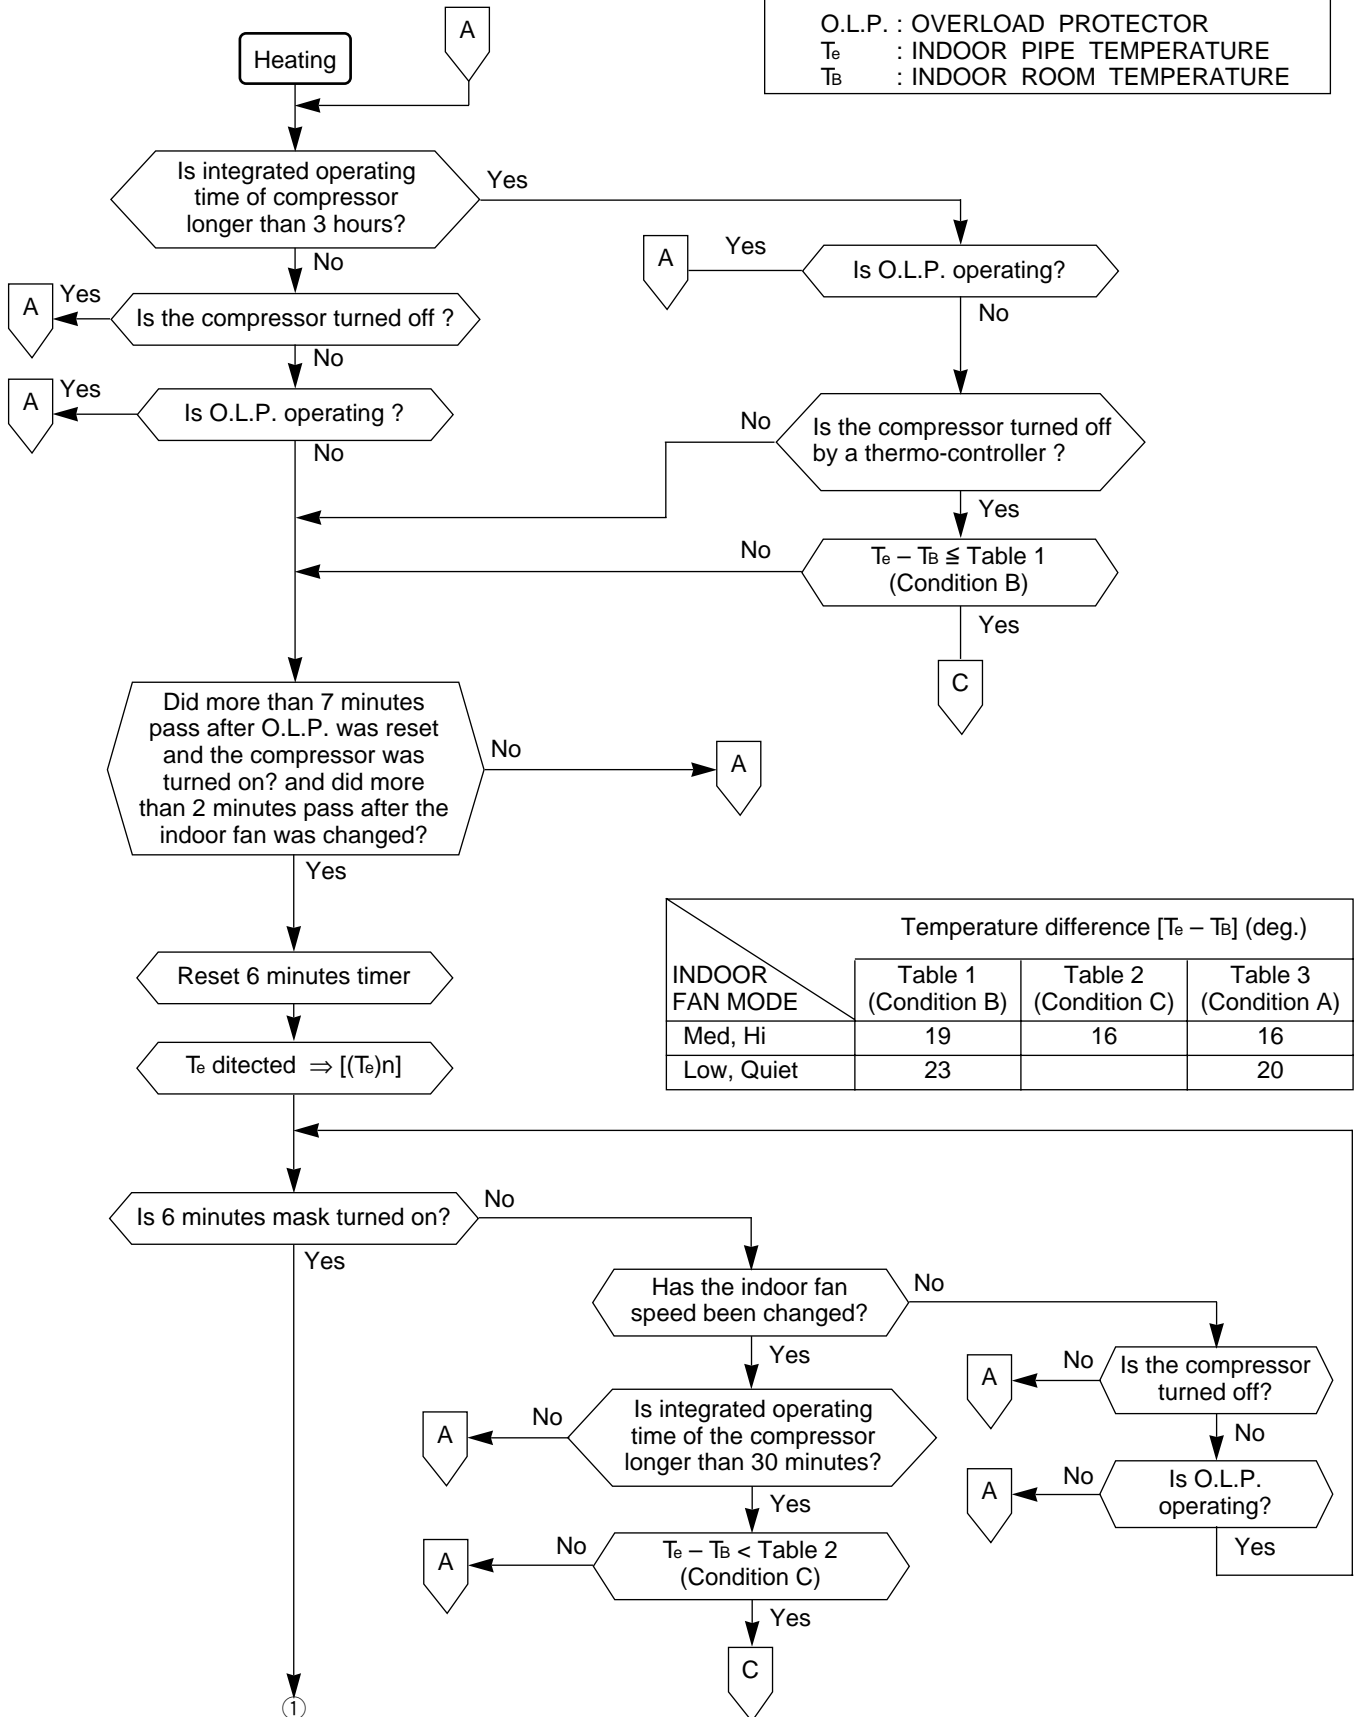 O.L.P. : OVERLOAD PROTECTOR
Te : INDOOR PIPE TEMPERATURE
TB : INDOOR ROOM TEMPERATURE
A
Heating
Is integrated operating
time of compressor
longer than 3 hours?
Yes
No
A
Yes
Is O.L.P. operating?
No
A
Yes
Is the compressor turned off ?
No
A
Yes
Is O.L.P. operating ?
No
No
Is the compressor turned off
by a thermo-controller ?
Yes
No
Te – TB ≦ Table 1
(Condition B)
Yes
C
Did more than 7 minutes
pass after O.L.P. was reset
and the compressor was
turned on? and did more
than 2 minutes pass after the
indoor fan was changed?
No
A
Yes
Reset 6 minutes timer
Te ditected ⇒ [(Te)n]
Temperature difference [Te – TB] (deg.)
INDOOR
FAN MODE
Table 1
(Condition B)
Table 2
(Condition C)
Table 3
(Condition A)
Med, Hi 19 16 16
Low, Quiet 23 20
Is 6 minutes mask turned on?
No
Yes
Has the indoor fan
speed been changed?
No
Yes
A
No
Is the compressor
turned off?
No
A
No
Is integrated operating
time of the compressor
longer than 30 minutes?
Yes
A
No
Is O.L.P.
operating?
Yes
A
No
Te – TB < Table 2
(Condition C)
Yes
C
①